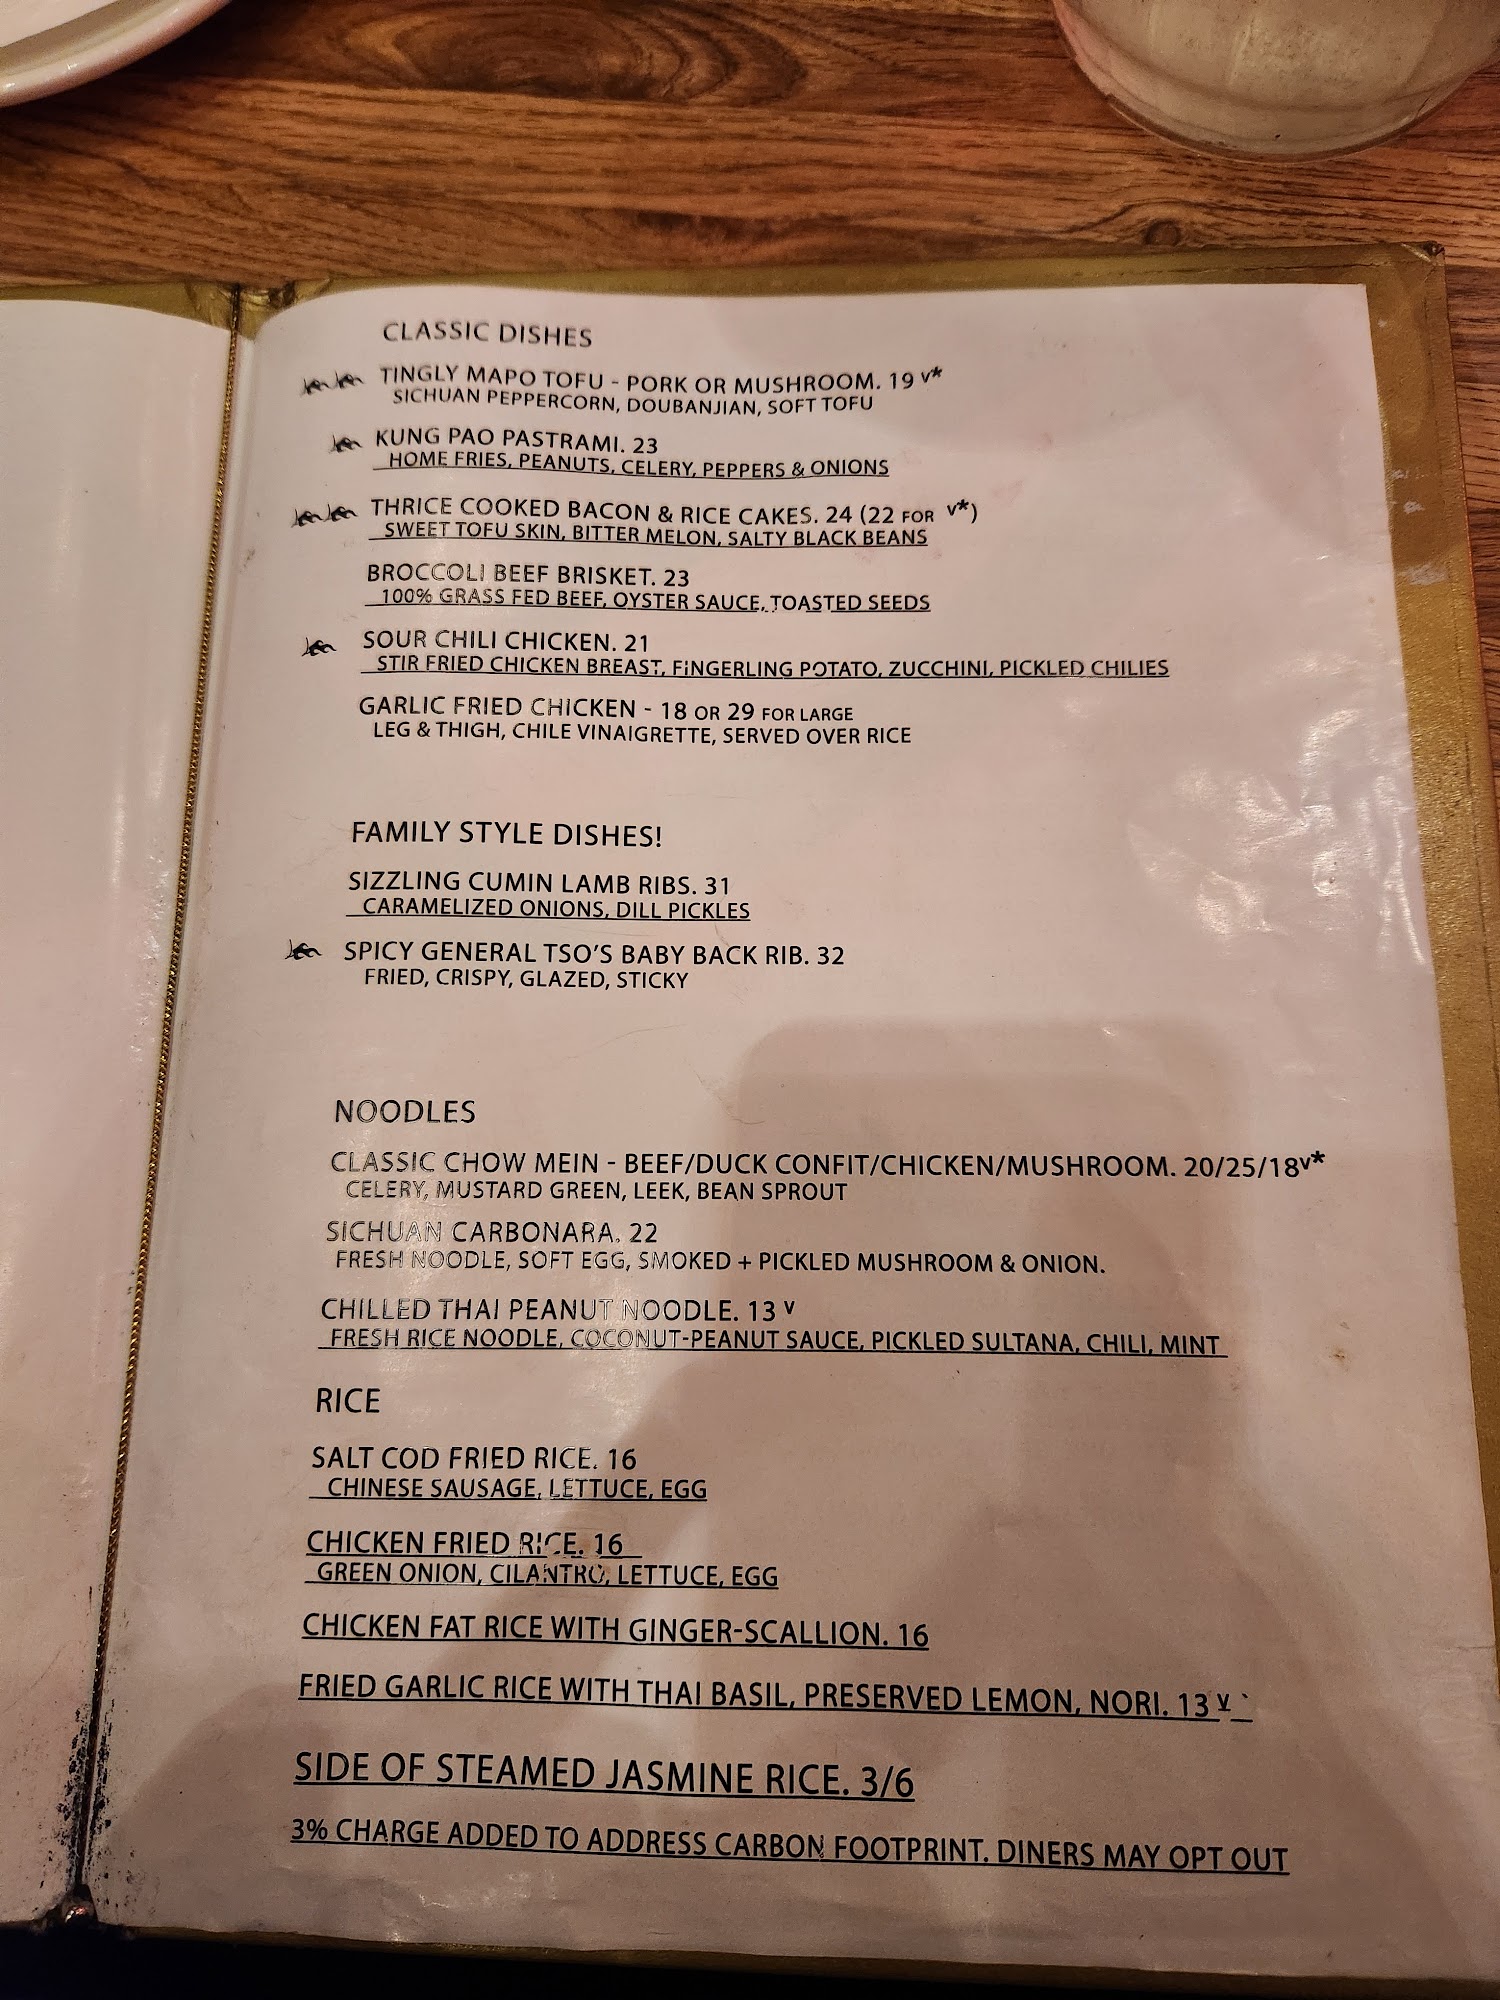 CLASSIC DISHES
TINGLY MAPO TOFU - PORK OR MUSHROOM. 19 v*
SICHUAN PEPPERCORN, DOUBANJIAN, SOFT TOFU
KUNG PAO PASTRAMI. 23
HOME FRIES, PEANUTS, CELERY, PEPPERS & ONIONS
THRICE COOKED BACON & RICE CAKES. 24 (22 FOR v*)
SWEET TOFU SKIN, BITTER MELON, SALTY BLACK BEANS
BROCCOLI BEEF BRISKET. 23
100% GRASS FED BEEF, OYSTER SAUCE, TOASTED SEEDS
SOUR CHILI CHICKEN. 21
STIR FRIED CHICKEN BREAST, FINGERLING POTATO, ZUCCHINI, PICKLED CHILIES
GARLIC FRIED CHICKEN - 18 OR 29 FOR LARGE
LEG & THIGH, CHILE VINAIGRETTE, SERVED OVER RICE
FAMILY STYLE DISHES!
SIZZLING CUMIN LAMB RIBS. 31
CARAMELIZED ONIONS, DILL PICKLES
SPICY GENERAL TSO'S BABY BACK RIB. 32
FRIED, CRISPY, GLAZED, STICKY
NOODLES
CLASSIC CHOW MEIN - BEEF/DUCK CONFIT/CHICKEN/MUSHROOM. 20/25/18v*
CELERY, MUSTARD GREEN, LEEK, BEAN SPROUT
SICHUAN CARBONARA. 22
FRESH NOODLE, SOFT EGG, SMOKED + PICKLED MUSHROOM & ONION.
CHILLED THAI PEANUT NOODLE. 13 v
FRESH RICE NOODLE, COCONUT-PEANUT SAUCE, PICKLED SULTANA, CHILI, MINT
RICE
SALT COD FRIED RICE. 16
CHINESE SAUSAGE, LETTUCE, EGG
CHICKEN FRIED RICE. 16
GREEN ONION, CILANTRO, LETTUCE, EGG
CHICKEN FAT RICE WITH GINGER-SCALLION. 16
FRIED GARLIC RICE WITH THAI BASIL, PRESERVED LEMON, NORI. 13 v
SIDE OF STEAMED JASMINE RICE. 3/6
3% CHARGE ADDED TO ADDRESS CARBON FOOTPRINT. DINERS MAY OPT OUT